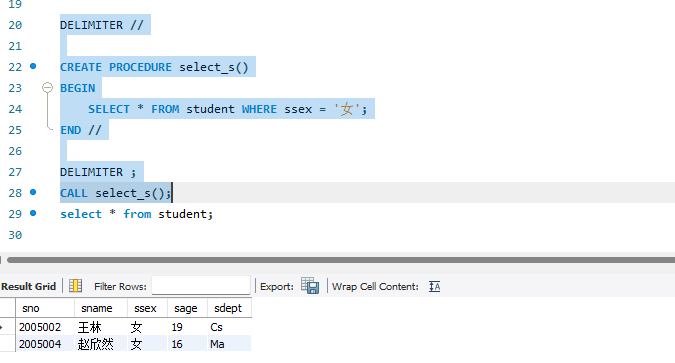 19
20 DELIMITER //
21
22 CREATE PROCEDURE select_s()
23 BEGIN
24 SELECT * FROM student WHERE ssex = '女';
25 END //
26
27 DELIMITER ;
28 CALL select_s();
29 select * from student;
30
Result Grid Filter Rows: Export: Wrap Cell Content: IA
sno sname ssex sage sdept
2005002 王林 女 19 Cs
2005004 赵欣然 女 16 Ma